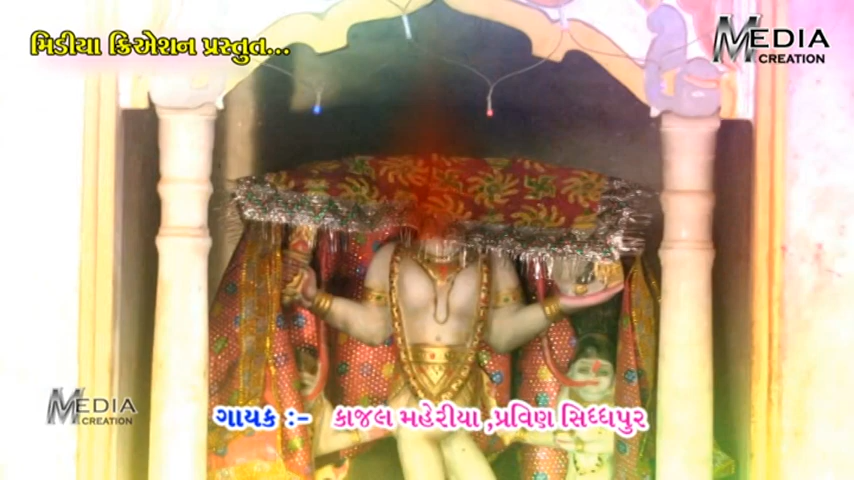 મિડીયા ક્રિએશન પ્રસ્તુત...
MEDIA
CREATION
MEDIA
CREATION
ગાયક :- કાજલ મહેરીયા ,પ્રવિણ સિધ્ધપુર